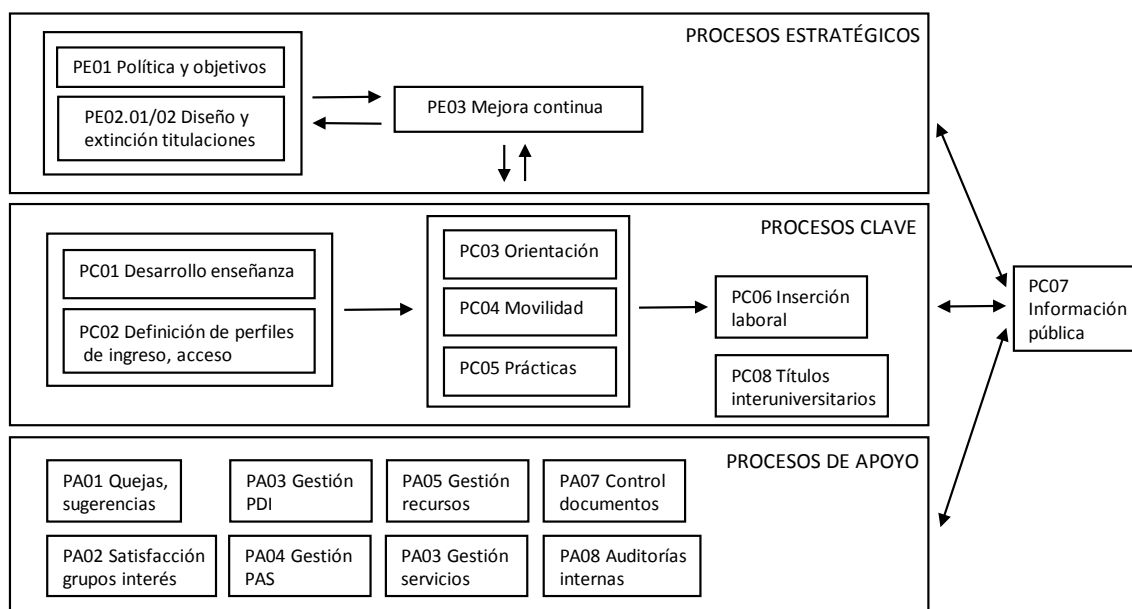 PROCESOS ESTRATÉGICOS
PE01 Política y objetivos
PE02.01/02 Diseño y
extinción titulaciones
PE03 Mejora continua
PROCESOS CLAVE
PC01 Desarrollo enseñanza
PC02 Definición de perfiles
de ingreso, acceso
PC03 Orientación
PC04 Movilidad
PC05 Prácticas
PC06 Inserción
laboral
PC08 Títulos
interuniversitarios
PC07
Información
pública
PROCESOS DE APOYO
PA01 Quejas,
sugerencias
PA03 Gestión
PDI
PA05 Gestión
recursos
PA07 Control
documentos
PA02 Satisfacción
grupos interés
PA04 Gestión
PAS
PA03 Gestión
servicios
PA08 Auditorías
internas